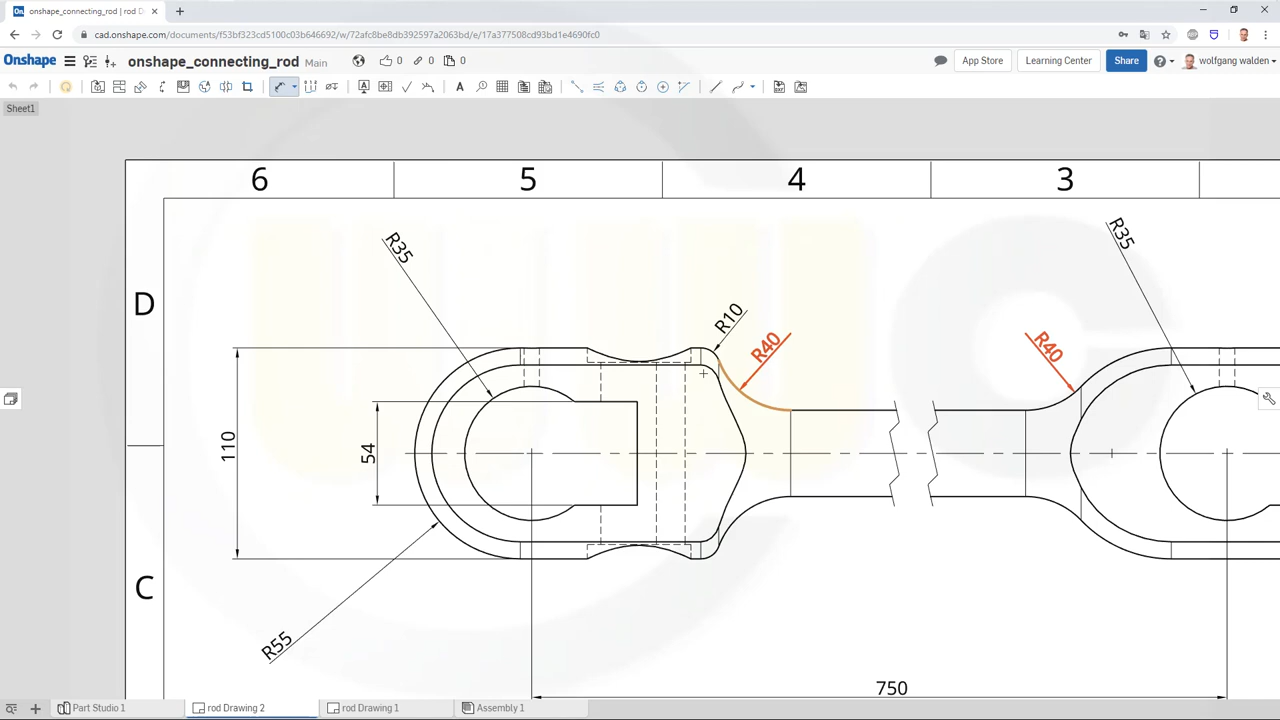 onshape_connecting_rod | rod D
cad.onshape.com/documents/f53bf323cd5100c03b646692/w/72afc8be8db392597a2063bd/e/17a377508cd93bd1e4690fc0
Onshape
onshape_connecting_rod Main
0
0
0
App Store
Learning Center
Share
wolfgang walden
Sheet1
6 5 4 3
D
C
R35
R10
R40
R40
R35
110
54
R55
750
Part Studio 1
rod Drawing 2
rod Drawing 1
Assembly 1